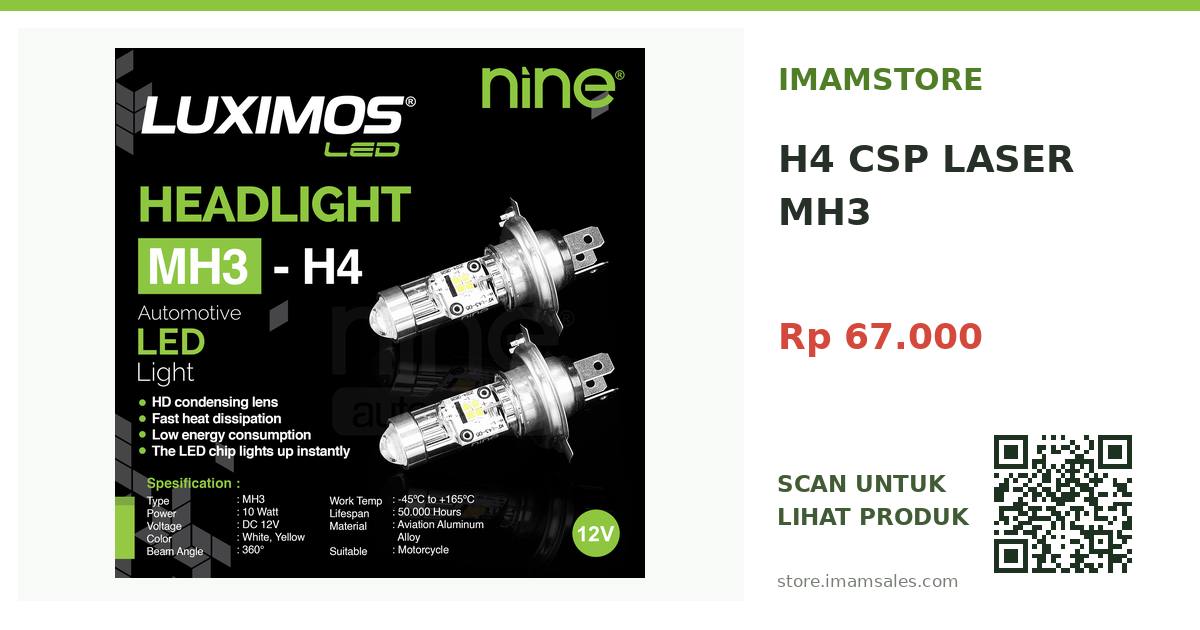 nine®
LUXIMOS®
LED
HEADLIGHT
MH3 - H4
Automotive
LED
Light
HD condensing lens
Fast heat dissipation
Low energy consumption
The LED chip lights up instantly
Spesification :
Type : MH3
Power : 10 Watt
Voltage : DC 12V
Color : White, Yellow
Beam Angle : 360°
Work Temp : -45ºC to +165ºC
Lifespan : 50.000 Hours
Material : Aviation Aluminum
Alloy
Suitable : Motorcycle
12V
IMAMSTORE
H4 CSP LASER
MH3
Rp 67.000
SCAN UNTUK
LIHAT PRODUK
store.imamsales.com